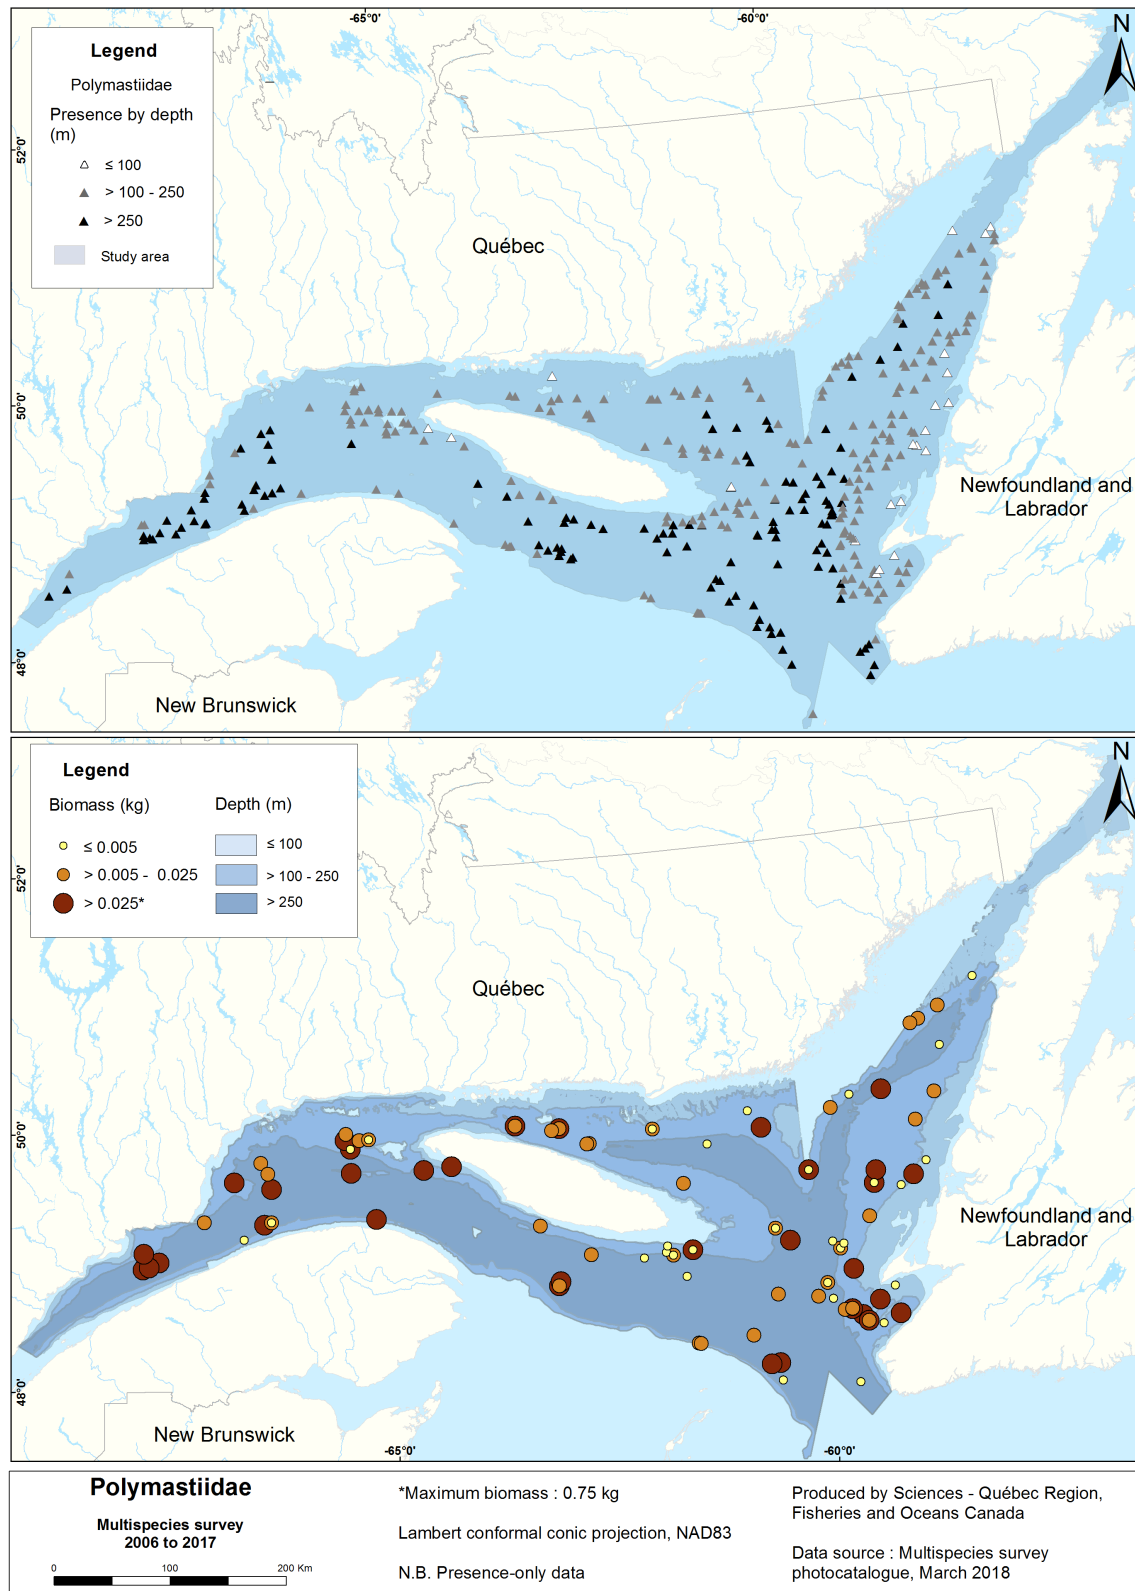 -65°0'
-60°0'
N
Legend
Polymastiidae
Presence by depth
(m)
≤ 100
> 100 - 250
> 250
Study area
52°0'
Québec
50°0'
Newfoundland and
Labrador
48°0'
New Brunswick
N
Legend
Biomass (kg)
Depth (m)
≤ 0.005
≤ 100
> 0.005 - 0.025
> 100 - 250
> 0.025*
> 250
52°0'
Québec
50°0'
Newfoundland and
Labrador
48°0'
New Brunswick
-65°0'
-60°0'
Polymastiidae
Multispecies survey
2006 to 2017
0 100 200 Km
*Maximum biomass : 0.75 kg
Lambert conformal conic projection, NAD83
N.B. Presence-only data
Produced by Sciences - Québec Region,
Fisheries and Oceans Canada
Data source : Multispecies survey
photocatalogue, March 2018